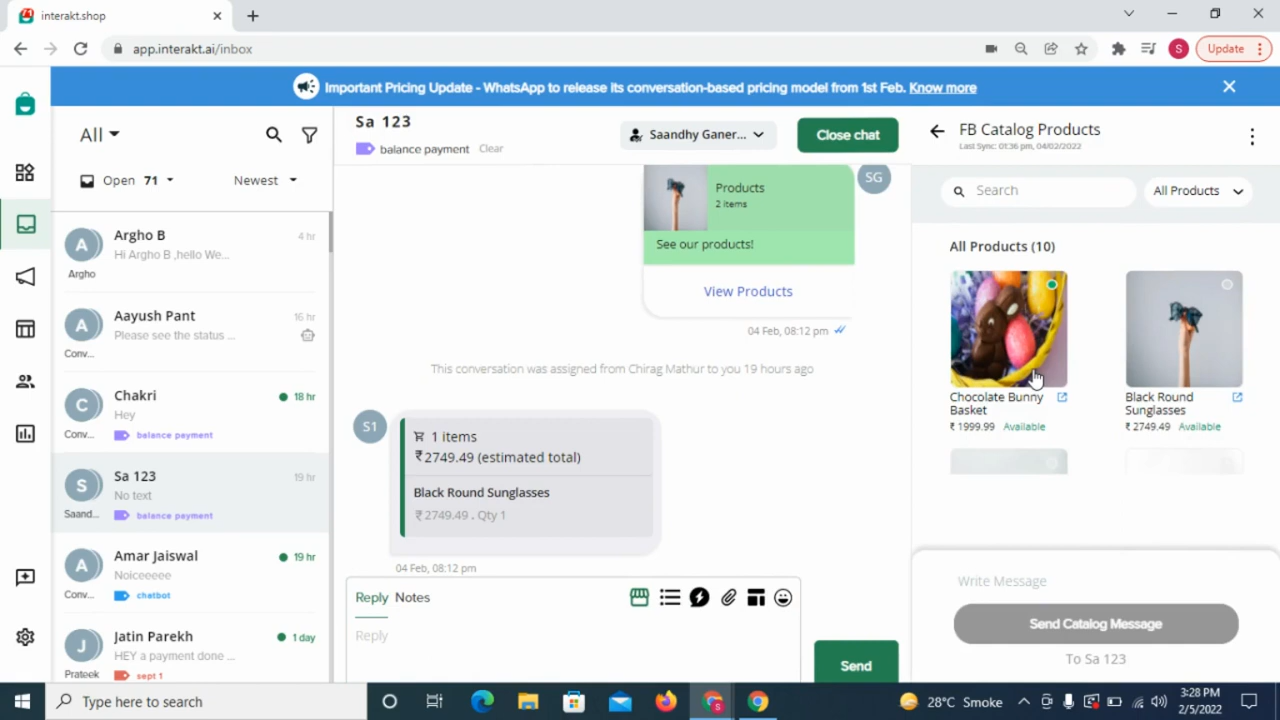 interakt.shop
app.interakt.ai/inbox
S
Update
Important Pricing Update - WhatsApp to release its conversation-based pricing model from 1st Feb. Know more
All
Open 71
Newest
A
Argho B
4 hr
Hi Argho B ,hello We...
Argho
A
Aayush Pant
16 hr
Please see the status ...
Conv...
C
Chakri
18 hr
Hey
Conv...
balance payment
S
Sa 123
19 hr
No text
Saand...
balance payment
A
Amar Jaiswal
19 hr
Noiceeeee
Conv...
chatbot
J
Jatin Parekh
1 day
HEY a payment done ...
Prateek
sept 1
Sa 123
balance payment
Clear
Saandhy Ganer...
Close chat
SG
Products
2 items
See our products!
View Products
04 Feb, 08:12 pm
This conversation was assigned from Chirag Mathur to you 19 hours ago
S1
1 items
₹2749.49 (estimated total)
Black Round Sunglasses
₹2749.49 . Qty 1
04 Feb, 08:12 pm
Reply
Notes
Reply
Send
FB Catalog Products
Last Sync: 01:36 pm, 04/02/2022
Search
All Products
All Products (10)
Chocolate Bunny
Basket
₹ 1999.99 Available
Black Round
Sunglasses
₹ 2749.49 Available
Write Message
Send Catalog Message
To Sa 123
Type here to search
S
28°C Smoke
3:28 PM
2/5/2022